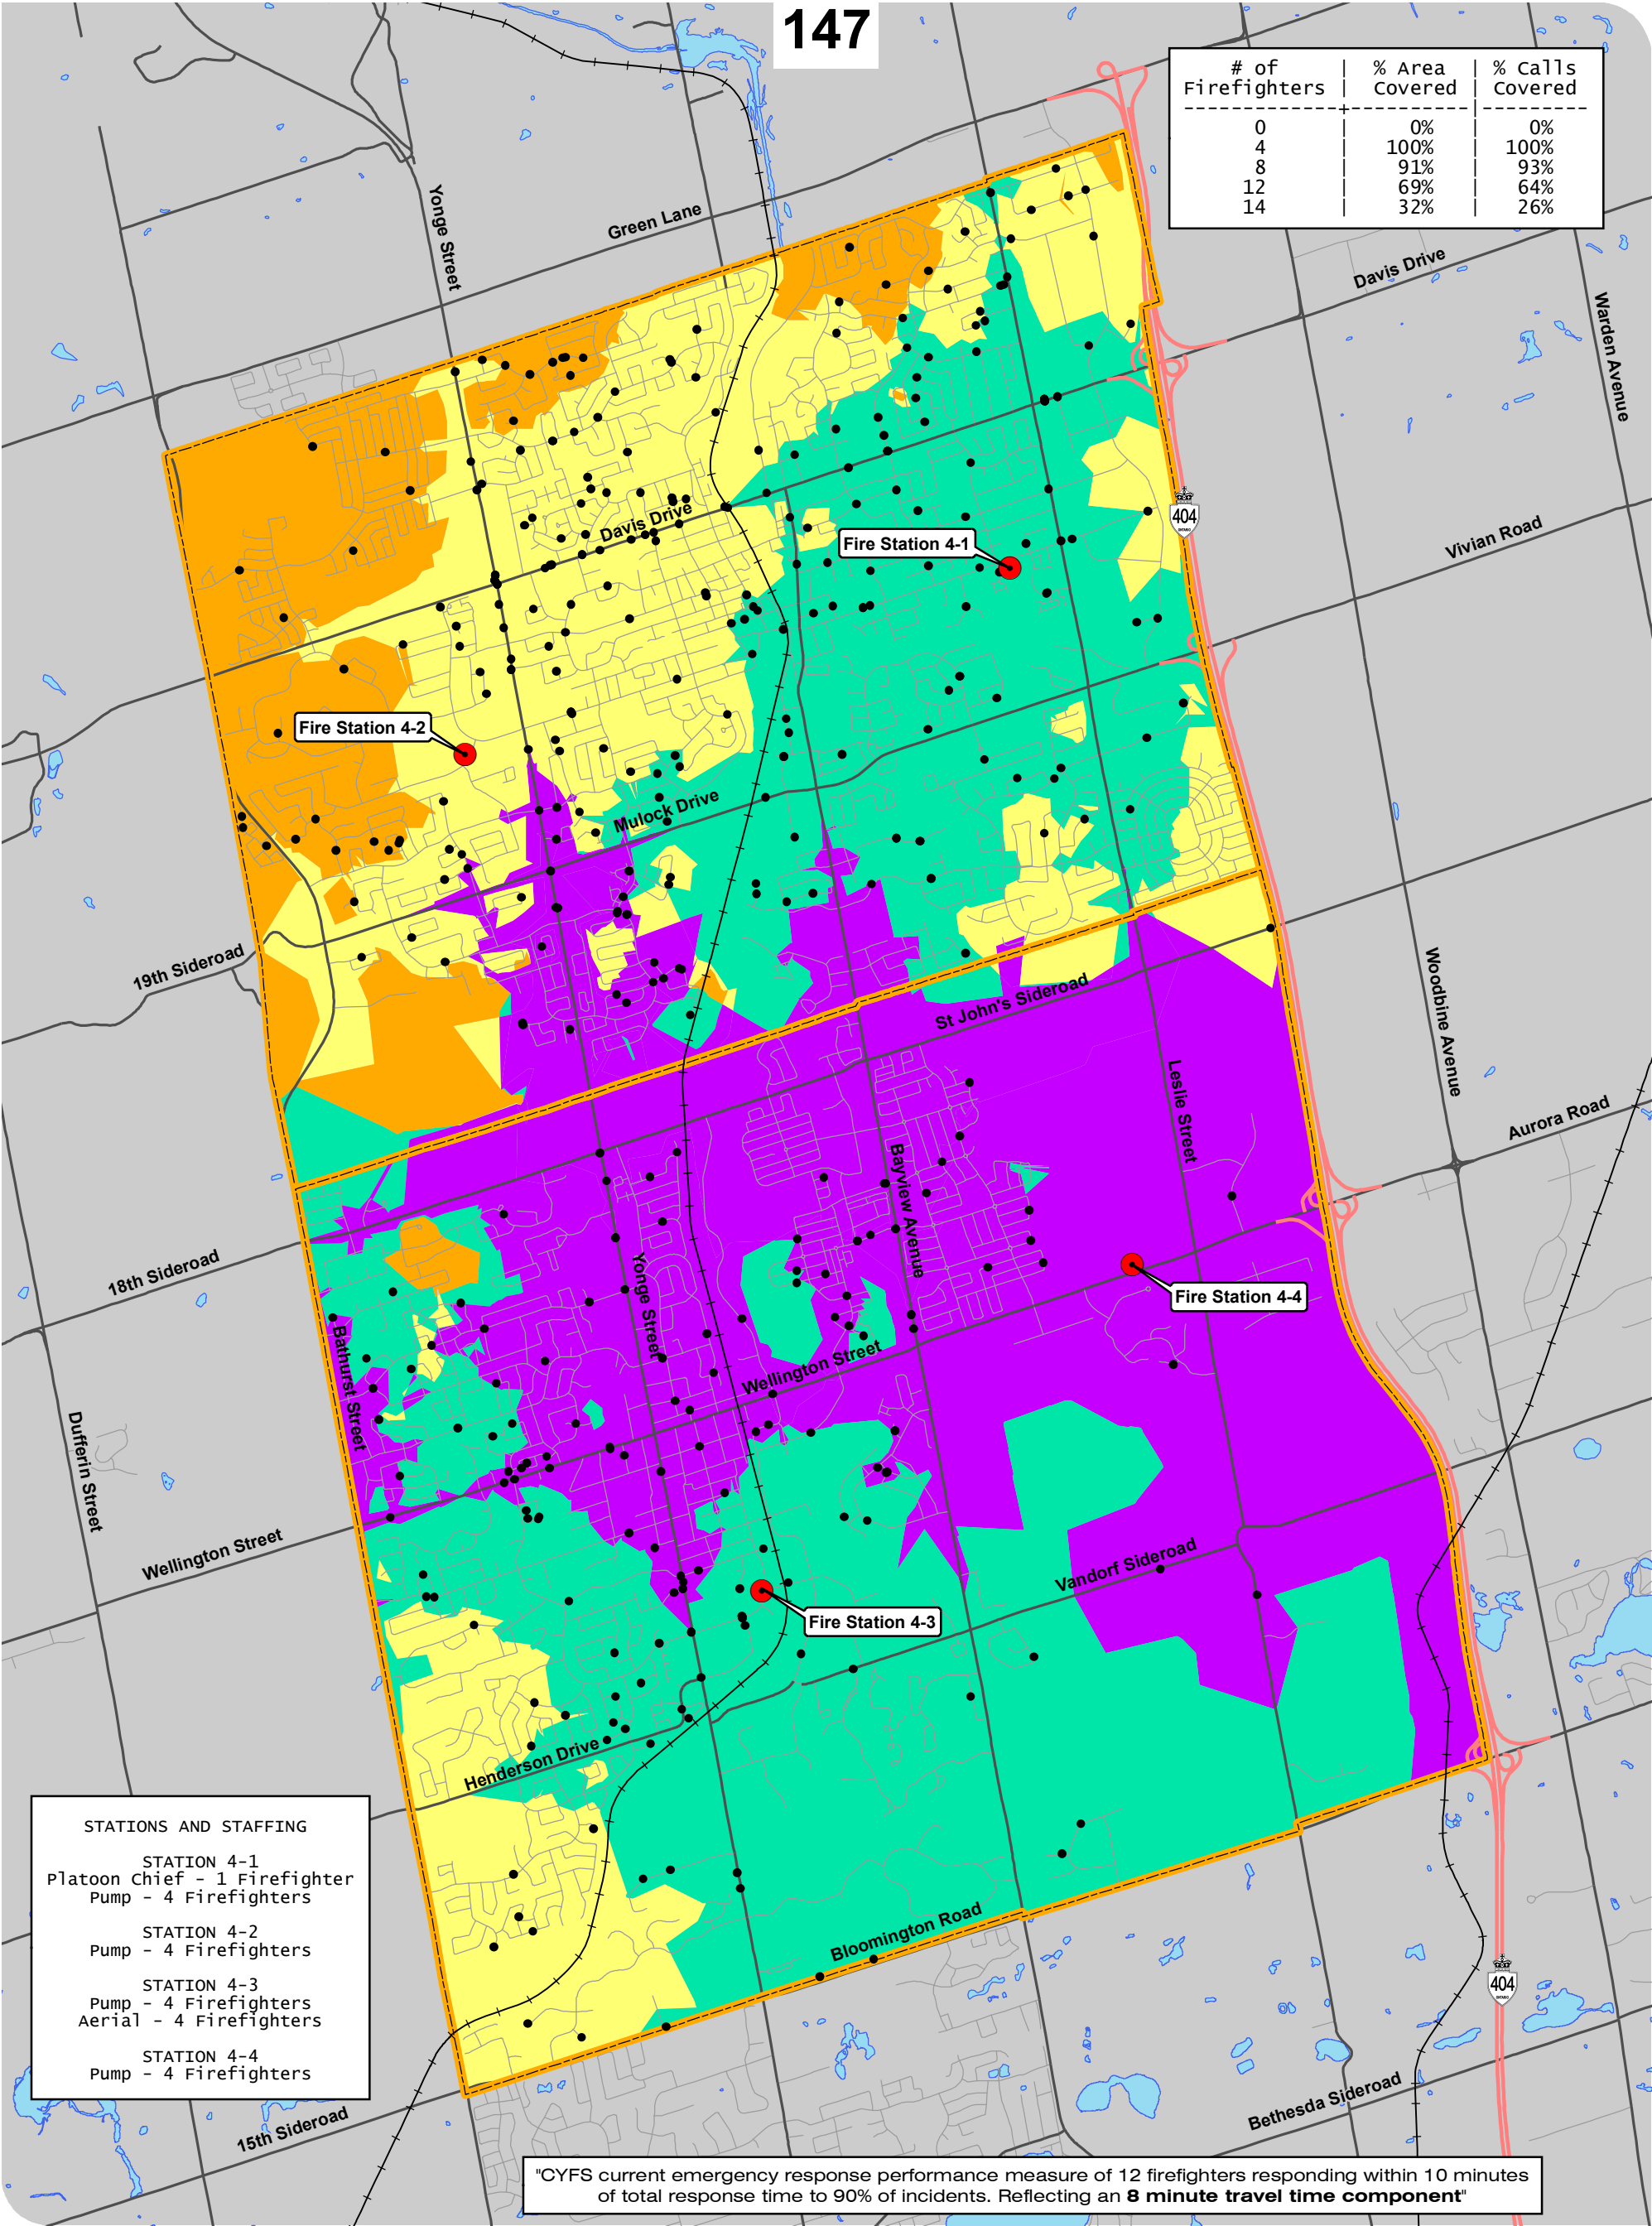 147
# of | % Area | % Calls
Firefighters | Covered | Covered
------------+---------|--------
0 | 0% | 0%
4 | 100% | 100%
8 | 91% | 93%
12 | 69% | 64%
14 | 32% | 26%
Yonge Street
Green Lane
Davis Drive
Warden Avenue
404
ONTARIO
Davis Drive
Fire Station 4-1
Vivian Road
Fire Station 4-2
Mulock Drive
19th Sideroad
St John's Sideroad
Woodbine Avenue
Leslie Street
Aurora Road
Bayview Avenue
18th Sideroad
Yonge Street
Fire Station 4-4
Bathurst Street
Wellington Street
Dufferin Street
Wellington Street
Vandorf Sideroad
Fire Station 4-3
Henderson Drive
STATIONS AND STAFFING
STATION 4-1
Platoon Chief - 1 Firefighter
Pump - 4 Firefighters
STATION 4-2
Pump - 4 Firefighters
STATION 4-3
Pump - 4 Firefighters
Aerial - 4 Firefighters
STATION 4-4
Pump - 4 Firefighters
Bloomington Road
404
ONTARIO
Bethesda Sideroad
15th Sideroad
"CYFS current emergency response performance measure of 12 firefighters responding within 10 minutes
of total response time to 90% of incidents. Reflecting an 8 minute travel time component"